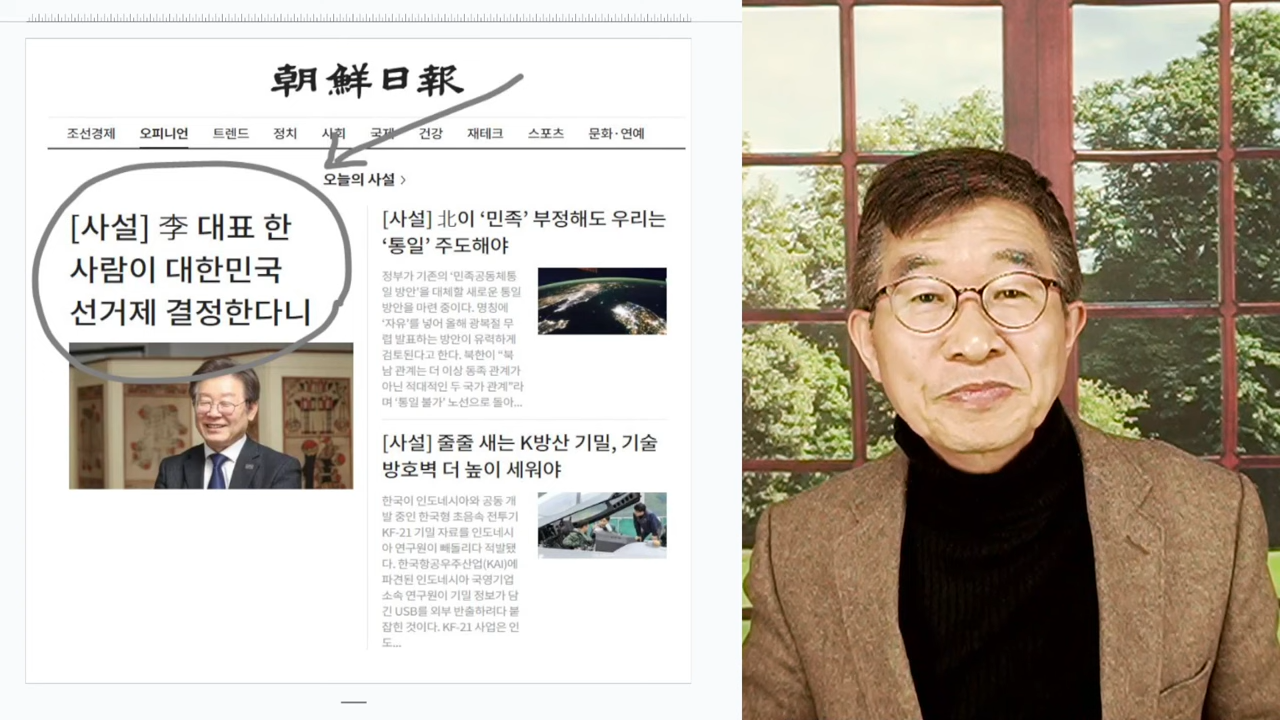 朝鮮日報
조선경제 오피니언 트렌드 정치 사회 국제 건강 재테크 스포츠 문화·연예
오늘의 사설 >
[사설] 李 대표 한
사람이 대한민국
선거제 결정한다니
[사설] 北이 ‘민족’ 부정해도 우리는
‘통일’ 주도해야
정부가 기존의 ‘민족공동체통
일 방안’을 대체할 새로운 통일
방안을 마련 중이다. 명칭에
‘자유’를 넣어 올해 광복절 무
렵 발표하는 방안이 유력하게
검토된다고 한다. 북한이 “북
남 관계는 더 이상 동족 관계가
아닌 적대적인 두 국가 관계”라
며 ‘통일 불가’ 노선으로 돌아...
[사설] 줄줄 새는 K방산 기밀, 기술
방호벽 더 높이 세워야
한국이 인도네시아와 공동 개
발 중인 한국형 초음속 전투기
KF-21 기밀 자료를 인도네시
아 연구원이 빼돌리다 적발됐
다. 한국항공우주산업(KAI)에
파견된 인도네시아 국영기업
소속 연구원이 기밀 정보가 담
긴 USB를 외부 반출하려다 붙
잡힌 것이다. KF-21 사업은 인
도...